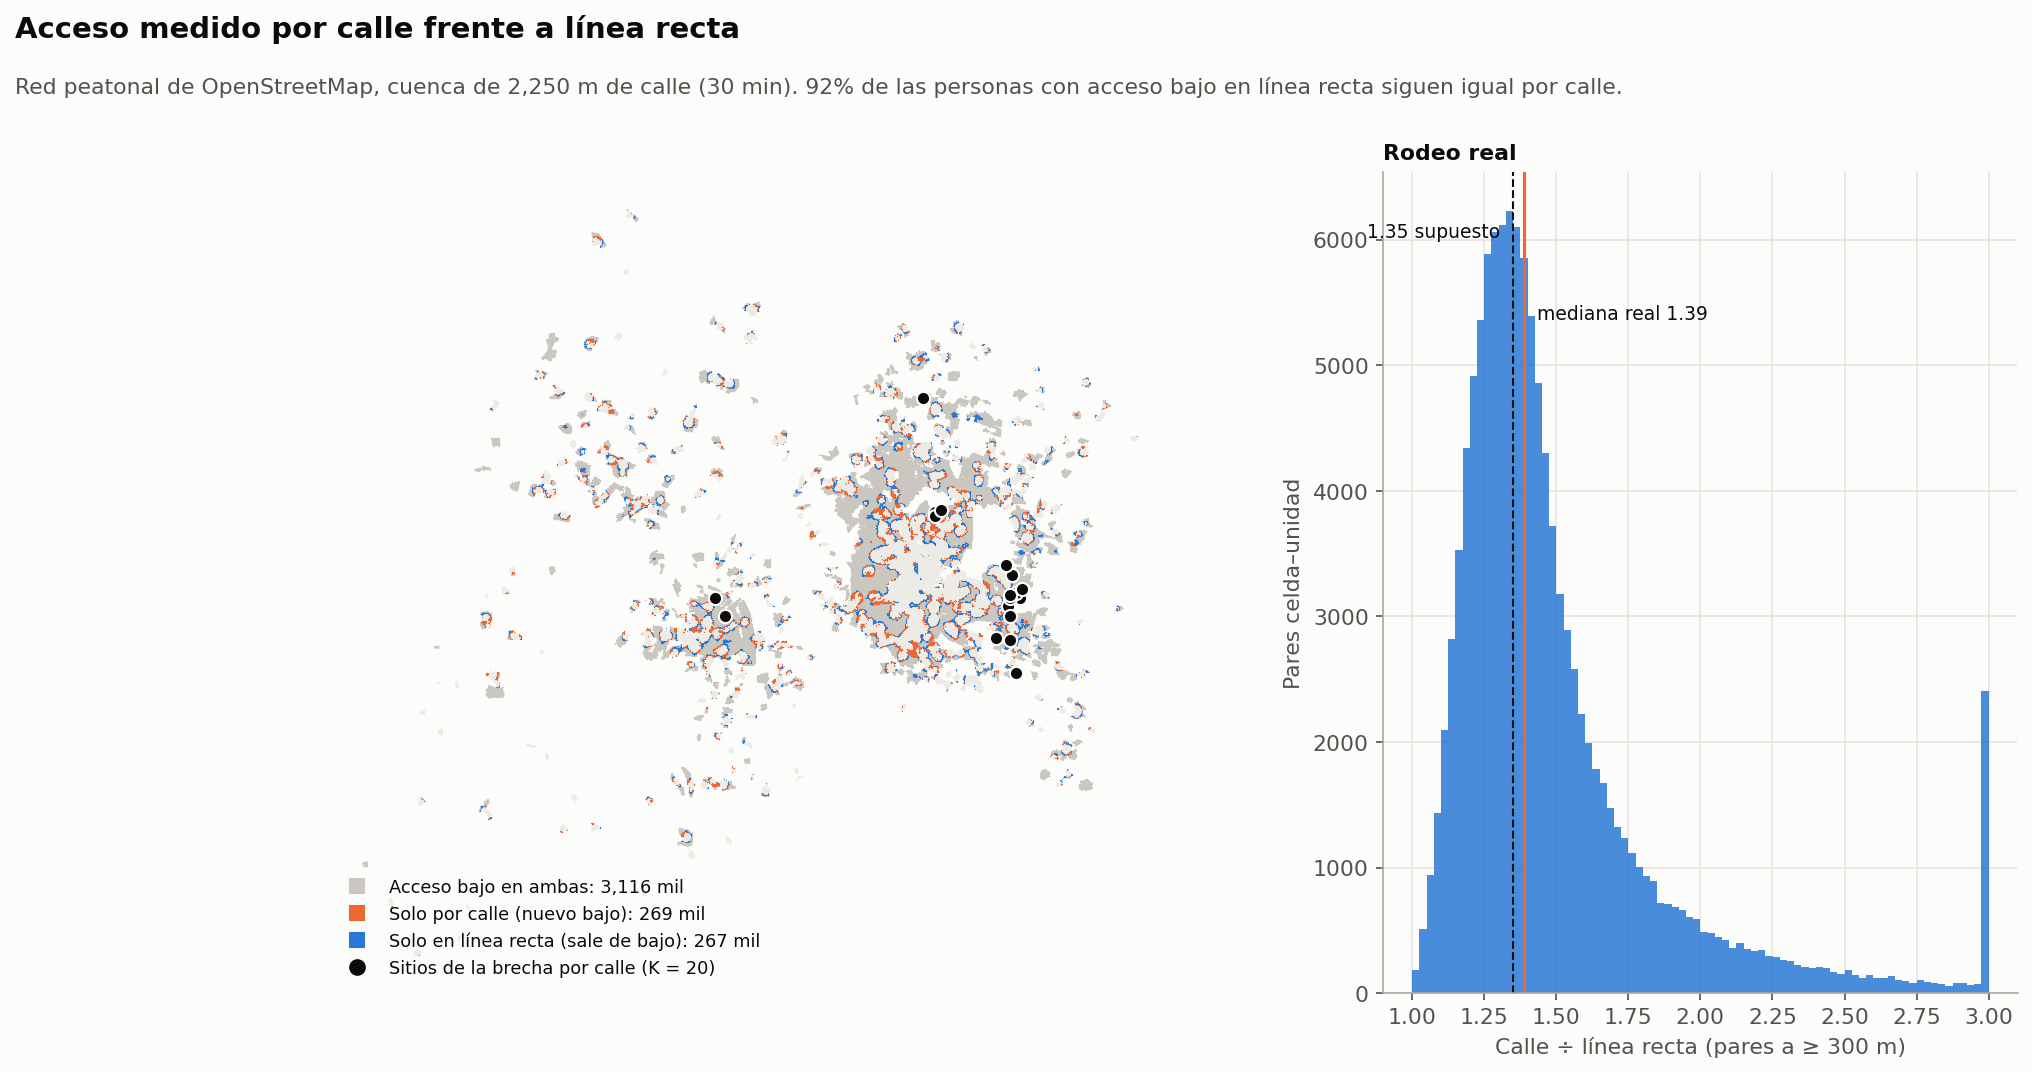 Acceso medido por calle frente a línea recta
Red peatonal de OpenStreetMap, cuenca de 2,250 m de calle (30 min). 92% de las personas con acceso bajo en línea recta siguen igual por calle.
Acceso bajo en ambas: 3,116 mil
Solo por calle (nuevo bajo): 269 mil
Solo en línea recta (sale de bajo): 267 mil
Sitios de la brecha por calle (K = 20)
Rodeo real
1.35 supuesto
mediana real 1.39
Pares celda–unidad
6000
5000
4000
3000
2000
1000
0
1.00 1.25 1.50 1.75 2.00 2.25 2.50 2.75 3.00
Calle ÷ línea recta (pares a ≥ 300 m)